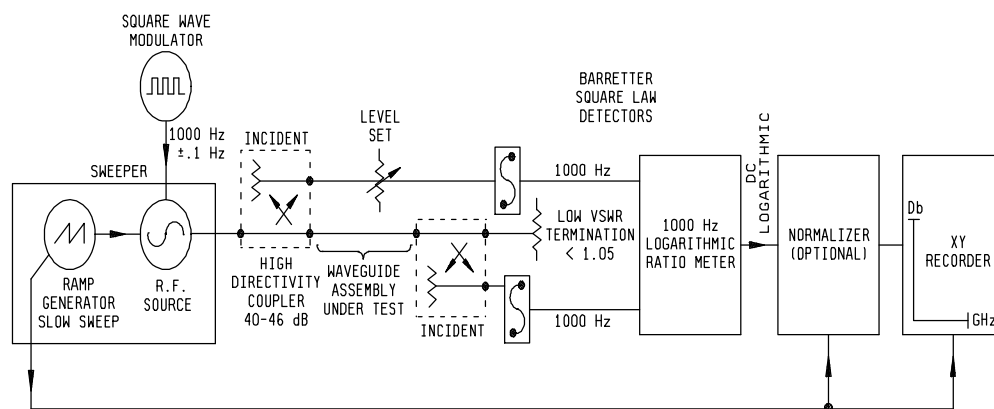 SQUARE WAVE
MODULATOR
1000 Hz
±.1 Hz
SWEEPER
RAMP
GENERATOR
SLOW SWEEP
R.F.
SOURCE
INCIDENT
HIGH
DIRECTIVITY
COUPLER
40-46 dB
LEVEL
SET
WAVEGUIDE
ASSEMBLY
UNDER TEST
INCIDENT
BARRETTER
SQUARE LAW
DETECTORS
1000 Hz
LOW VSWR
TERMINATION
< 1.05
1000 Hz
1000 Hz
LOGARITHMIC
RATIO METER
DC
LOGARITHMIC
NORMALIZER
(OPTIONAL)
Db
XY
RECORDER
GHz